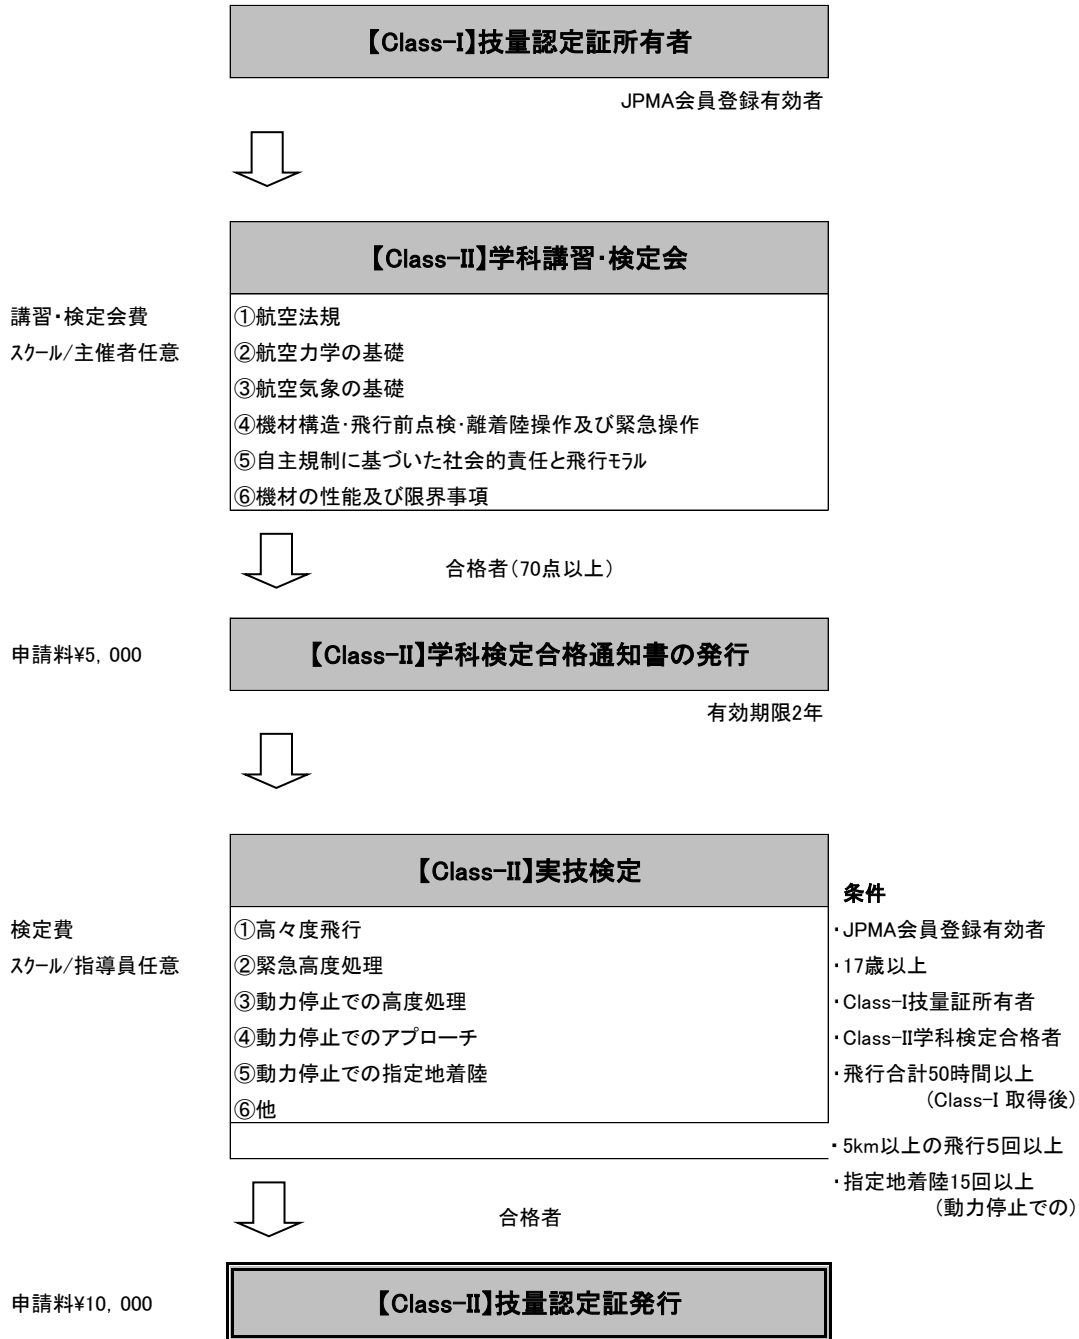 【Class-Ⅰ】技量認定証所有者
JPMA会員登録有効者
【Class-Ⅱ】学科講習・検定会
講習・検定会費
ｽｸｰﾙ/主催者任意
①航空法規
②航空力学の基礎
③航空気象の基礎
④機材構造・飛行前点検・離着陸操作及び緊急操作
⑤自主規制に基づいた社会的責任と飛行ﾓﾗﾙ
⑥機材の性能及び限界事項
合格者（70点以上）
申請料¥5，000
【Class-Ⅱ】学科検定合格通知書の発行
有効期限2年
【Class-Ⅱ】実技検定
検定費
ｽｸｰﾙ/指導員任意
①高々度飛行
②緊急高度処理
③動力停止での高度処理
④動力停止でのアプローチ
⑤動力停止での指定地着陸
⑥他
条件
・JPMA会員登録有効者
・17歳以上
・Class-Ⅰ技量証所有者
・Class-Ⅱ学科検定合格者
・飛行合計50時間以上
（Class-Ⅰ 取得後）
・5km以上の飛行５回以上
・指定地着陸15回以上
（動力停止での）
合格者
申請料¥10，000
【Class-Ⅱ】技量認定証発行